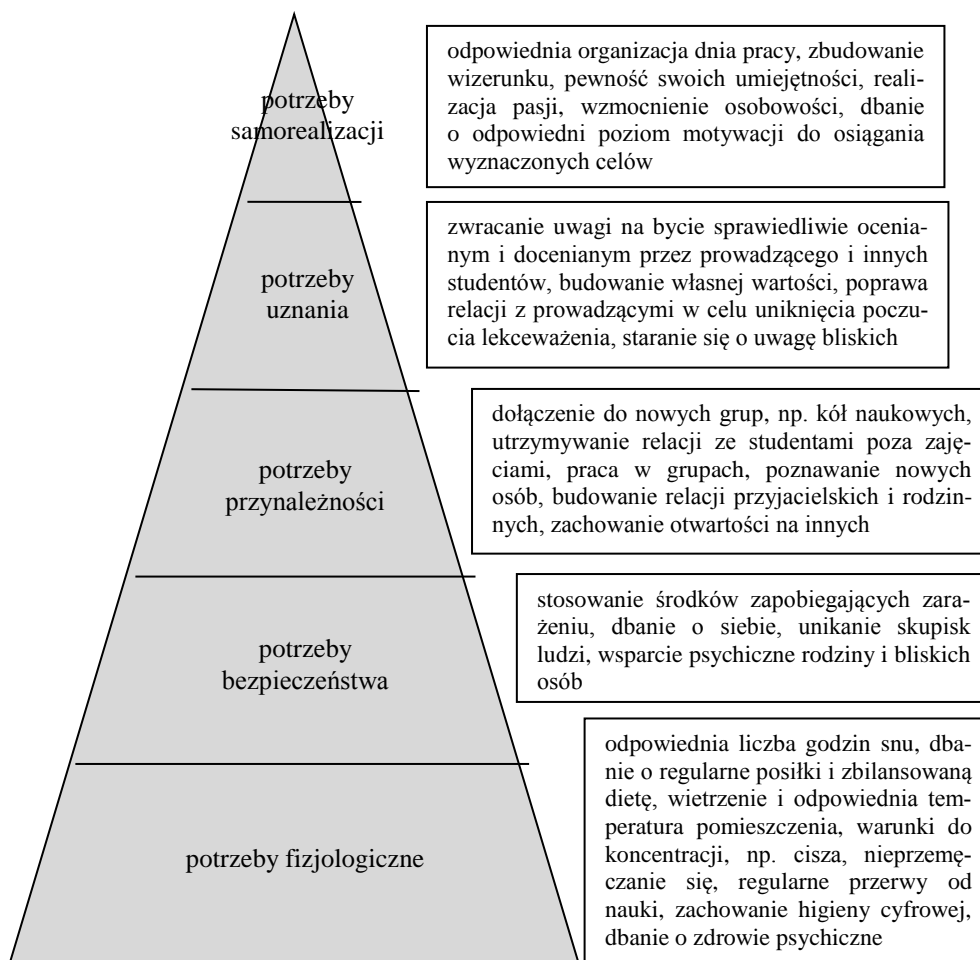 potrzeby
samorealizacji
odpowiednia organizacja dnia pracy, zbudowanie
wizerunku, pewność swoich umiejętności, reali-
zacja pasji, wzmocnienie osobowości, dbanie
o odpowiedni poziom motywacji do osiągania
wyznaczonych celów
potrzeby
uznania
zwracanie uwagi na bycie sprawiedliwie ocenia-
nym i docenianym przez prowadzącego i innych
studentów, budowanie własnej wartości, poprawa
relacji z prowadzącymi w celu uniknięcia poczu-
cia lekceważenia, staranie się o uwagę bliskich
potrzeby
przynależności
dołączenie do nowych grup, np. kół naukowych,
utrzymywanie relacji ze studentami poza zaję-
ciami, praca w grupach, poznawanie nowych
osób, budowanie relacji przyjacielskich i rodzin-
nych, zachowanie otwartości na innych
potrzeby
bezpieczeństwa
stosowanie środków zapobiegających zara-
żeniu, dbanie o siebie, unikanie skupisk
ludzi, wsparcie psychiczne rodziny i bliskich
osób
potrzeby fizjologiczne
odpowiednia liczba godzin snu, dba-
nie o regularne posiłki i zbilansowaną
dietę, wietrzenie i odpowiednia tem-
peratura pomieszczenia, warunki do
koncentracji, np. cisza, nieprzemę-
czanie się, regularne przerwy od
nauki, zachowanie higieny cyfrowej,
dbanie o zdrowie psychiczne